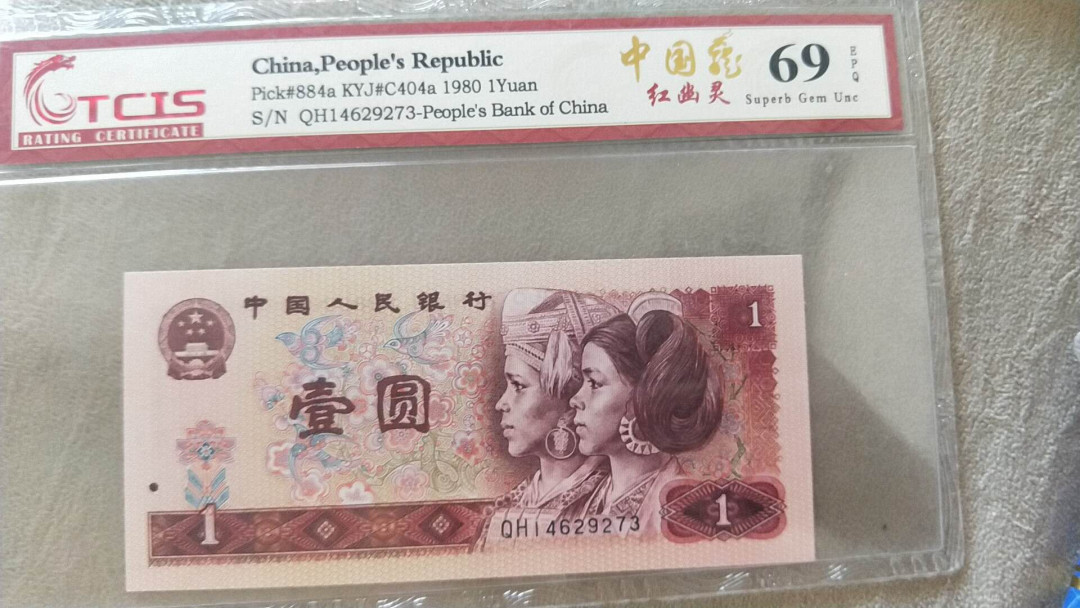 TCIS
RATING CERTIFICATE
China,People's Republic
Pick#884a KYJ#C404a 1980 1Yuan
S/N QH14629273-People's Bank of China
中国龍
红幽灵
69
EPQ
Superb Gem Unc
中国人民银行
1
壹圆
1
QH14629273
1